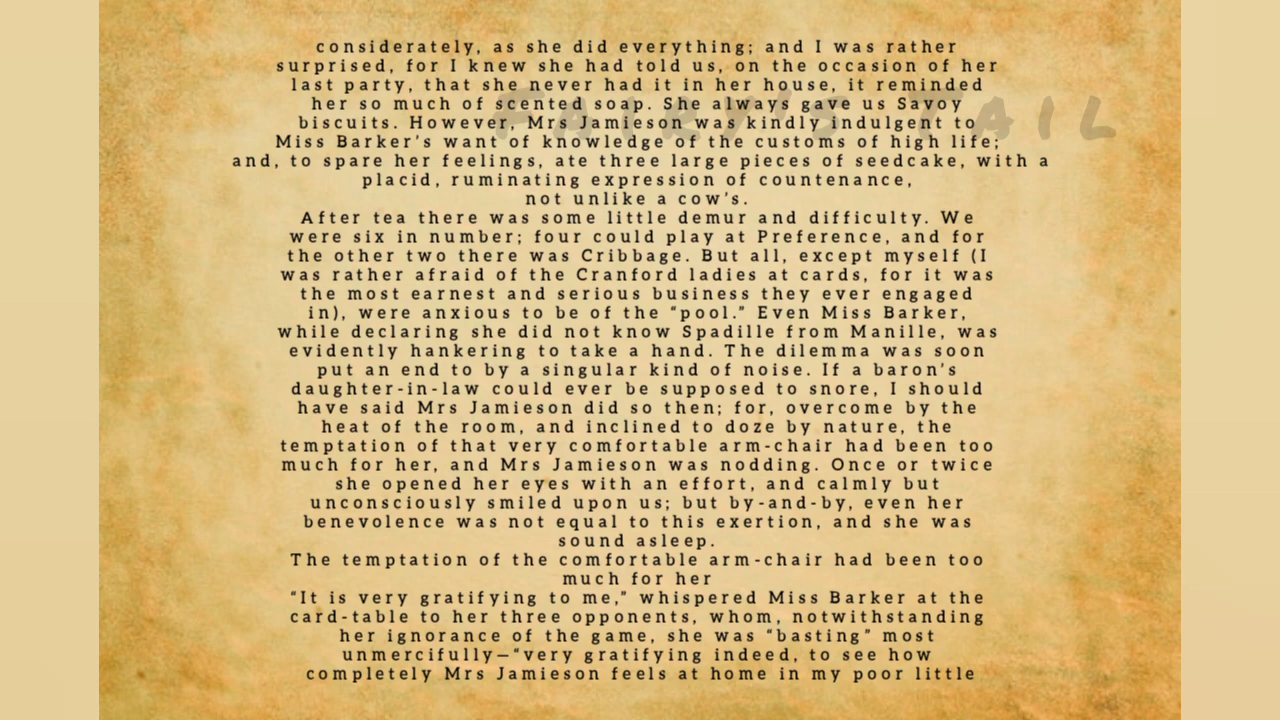 considerately, as she did everything; and I was rather
surprised, for I knew she had told us, on the occasion of her
last party, that she never had it in her house, it reminded
her so much of scented soap. She always gave us Savoy
biscuits. However, Mrs Jamieson was kindly indulgent to
Miss Barker's want of knowledge of the customs of high life;
and, to spare her feelings, ate three large pieces of seedcake, with a
placid, ruminating expression of countenance,
not unlike a cow's.
After tea there was some little demur and difficulty. We
were six in number; four could play at Preference, and for
the other two there was Cribbage. But all, except myself (I
was rather afraid of the Cranford ladies at cards, for it was
the most earnest and serious business they ever engaged
in), were anxious to be of the “pool.” Even Miss Barker,
while declaring she did not know Spadille from Manille, was
evidently hankering to take a hand. The dilemma was soon
put an end to by a singular kind of noise. If a baron's
daughter-in-law could ever be supposed to snore, I should
have said Mrs Jamieson did so then; for, overcome by the
heat of the room, and inclined to doze by nature, the
temptation of that very comfortable arm-chair had been too
much for her, and Mrs Jamieson was nodding. Once or twice
she opened her eyes with an effort, and calmly but
unconsciously smiled upon us; but by-and-by, even her
benevolence was not equal to this exertion, and she was
sound asleep.
The temptation of the comfortable arm-chair had been too
much for her
“It is very gratifying to me,” whispered Miss Barker at the
card-table to her three opponents, whom, notwithstanding
her ignorance of the game, she was “basting” most
unmercifully—“very gratifying indeed, to see how
completely Mrs Jamieson feels at home in my poor little